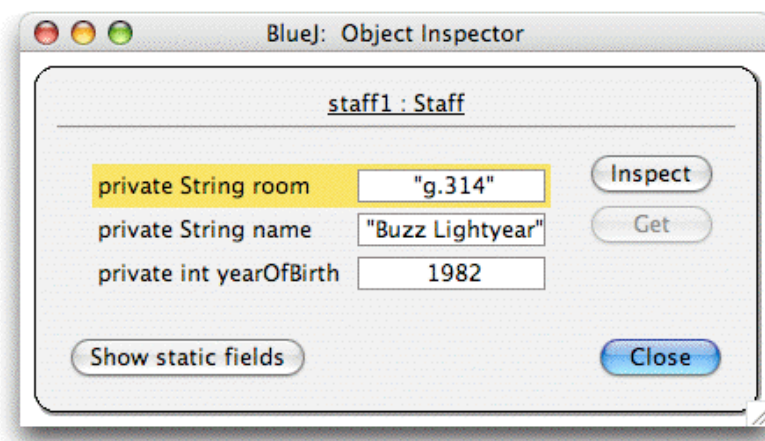 BlueJ: Object Inspector
staff1 : Staff
private String room "g.314" Inspect
private String name "Buzz Lightyear" Get
private int yearOfBirth 1982
Show static fields Close